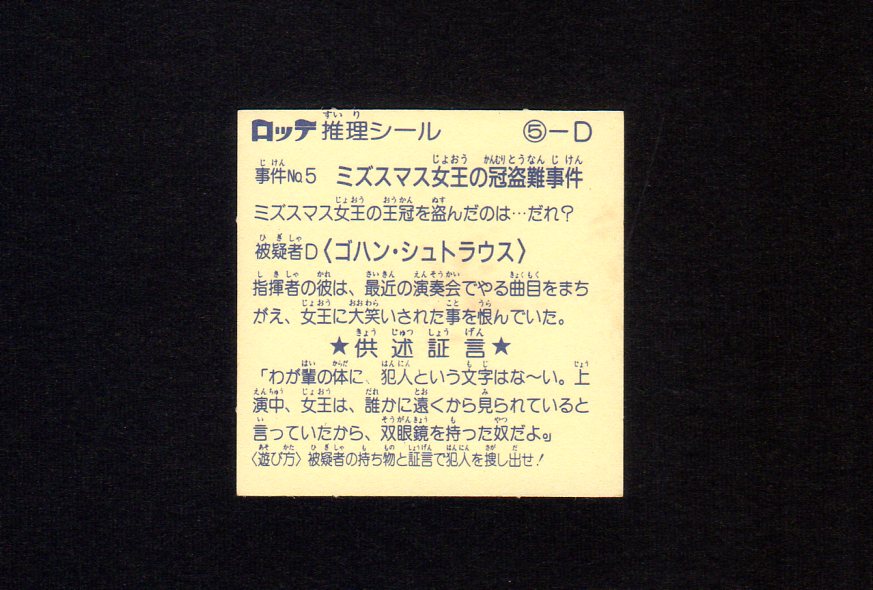 ロッテ 推理シール ⑤−D
事件No.5 ミズスマス女王の冠盗難事件
ミズスマス女王の王冠を盗んだのは…だれ？
被疑者D〈ゴハン・シュトラウス〉
指揮者の彼は、最近の演奏会でやる曲目をまち
がえ、女王に大笑いされた事を恨んでいた。
★供述証言★
「わが輩の体に、犯人という文字はな〜い。上
演中、女王は、誰かに遠くから見られていると
言っていたから、双眼鏡を持った奴だよ。」
〈遊び方〉被疑者の持ち物と証言で犯人を捜し出せ！